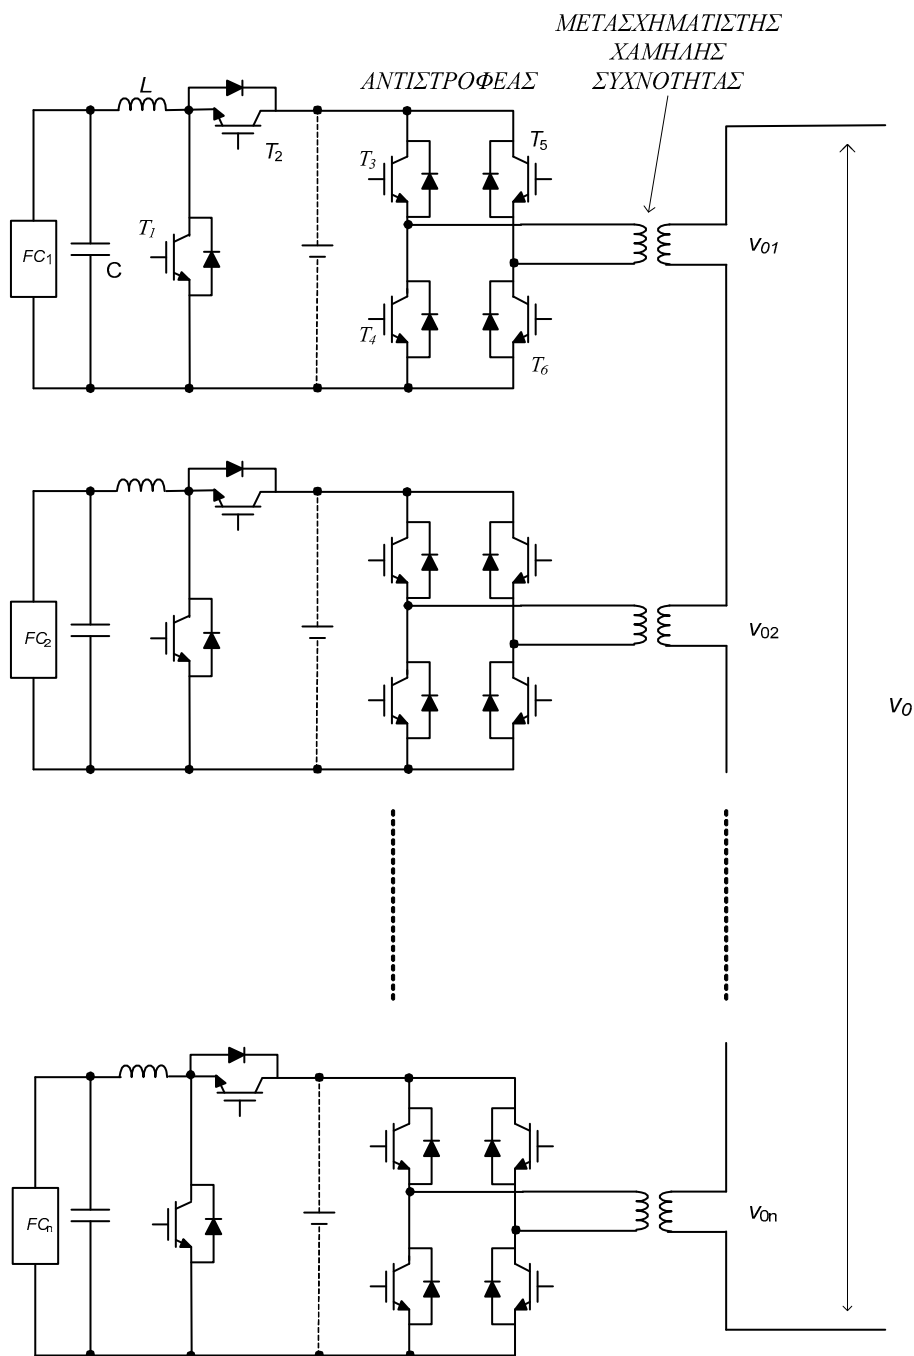 ΜΕΤΑΣΧΗΜΑΤΙΣΤΗΣ
ΧΑΜΗΛΗΣ
ΣΥΧΝΟΤΗΤΑΣ
ΑΝΤΙΣΤΡΟΦΕΑΣ
L
T2
T3
T5
T1
FC1
C
v01
T4
T6
FC2
v02
v0
FCn
v0n